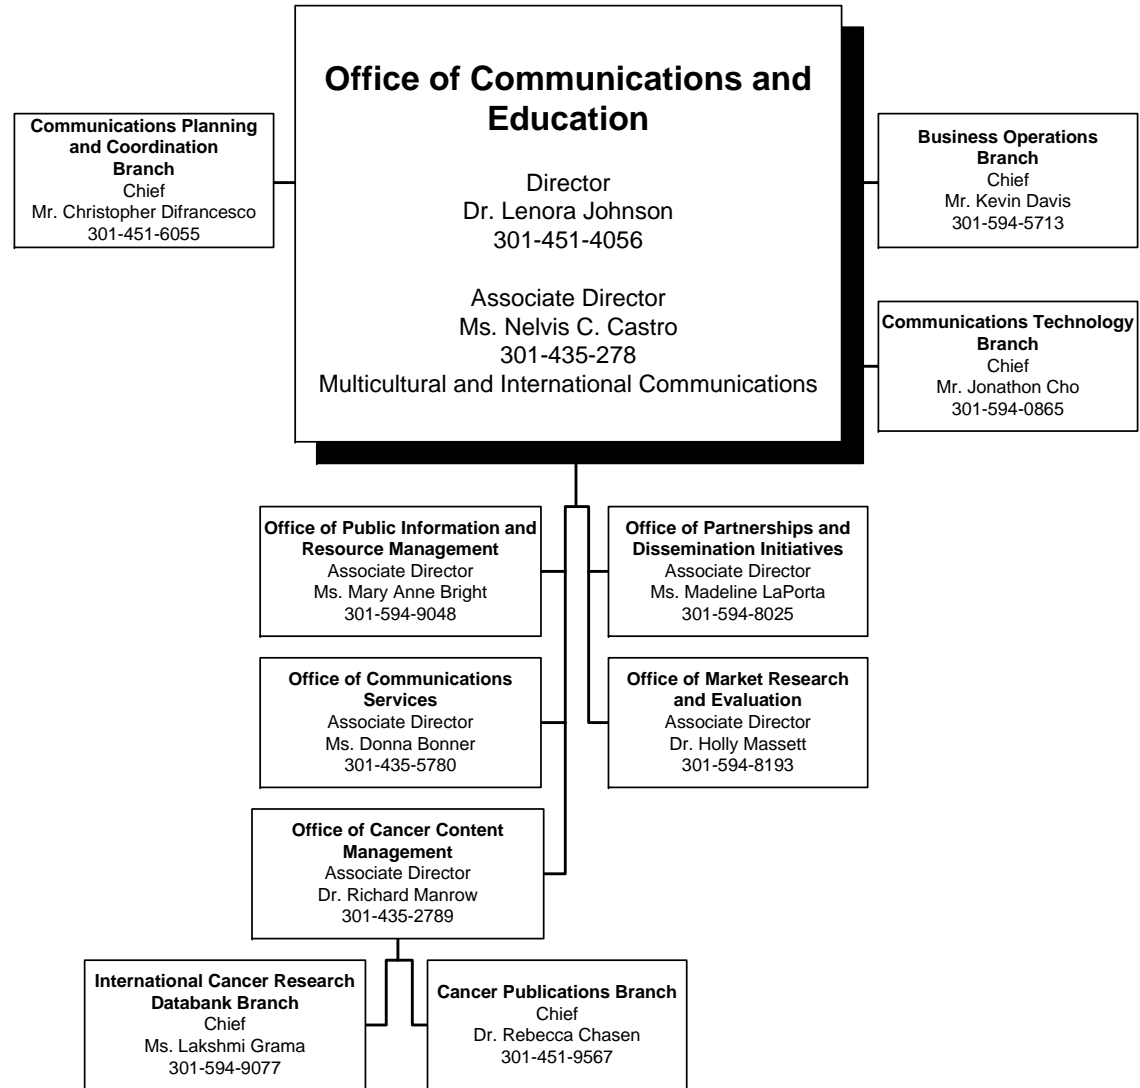 Office of Communications and
Education
Director
Dr. Lenora Johnson
301-451-4056
Associate Director
Ms. Nelvis C. Castro
301-435-278
Multicultural and International Communications
Communications Planning
and Coordination
Branch
Chief
Mr. Christopher Difrancesco
301-451-6055
Business Operations
Branch
Chief
Mr. Kevin Davis
301-594-5713
Communications Technology
Branch
Chief
Mr. Jonathon Cho
301-594-0865
Office of Public Information and
Resource Management
Associate Director
Ms. Mary Anne Bright
301-594-9048
Office of Partnerships and
Dissemination Initiatives
Associate Director
Ms. Madeline LaPorta
301-594-8025
Office of Communications
Services
Associate Director
Ms. Donna Bonner
301-435-5780
Office of Market Research
and Evaluation
Associate Director
Dr. Holly Massett
301-594-8193
Office of Cancer Content
Management
Associate Director
Dr. Richard Manrow
301-435-2789
International Cancer Research
Databank Branch
Chief
Ms. Lakshmi Grama
301-594-9077
Cancer Publications Branch
Chief
Dr. Rebecca Chasen
301-451-9567